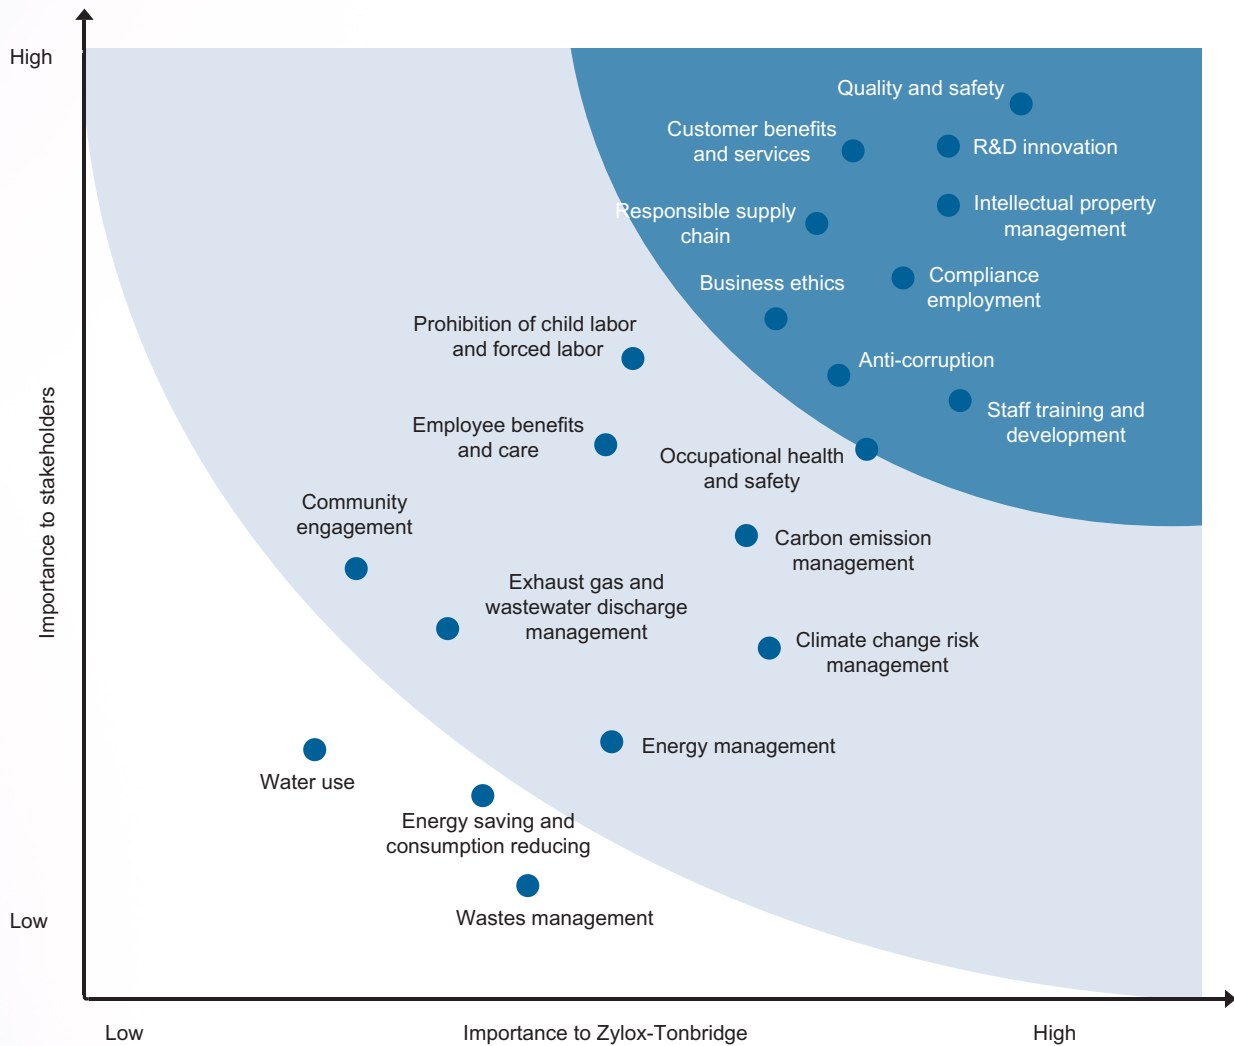 High
Quality and safety
Customer benefits
and services
R&D innovation
Responsible supply
chain
Intellectual property
management
Business ethics
Compliance
employment
Prohibition of child labor
and forced labor
Anti-corruption
Staff training and
development
Employee benefits
and care
Occupational health
and safety
Importance to stakeholders
Community
engagement
Carbon emission
management
Exhaust gas and
wastewater discharge
management
Climate change risk
management
Energy management
Water use
Energy saving and
consumption reducing
Wastes management
Low
Low
Importance to Zylox-Tonbridge
High